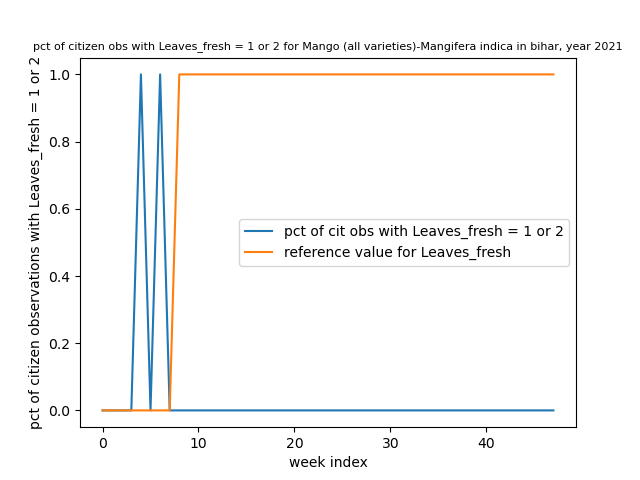 pct of citizen obs with Leaves_fresh = 1 or 2 for Mango (all varieties)-Mangifera indica in bihar, year 2021
pct of citizen observations with Leaves_fresh = 1 or 2
1.0
0.8
0.6
0.4
0.2
0.0
pct of cit obs with Leaves_fresh = 1 or 2
reference value for Leaves_fresh
0 10 20 30 40
week index